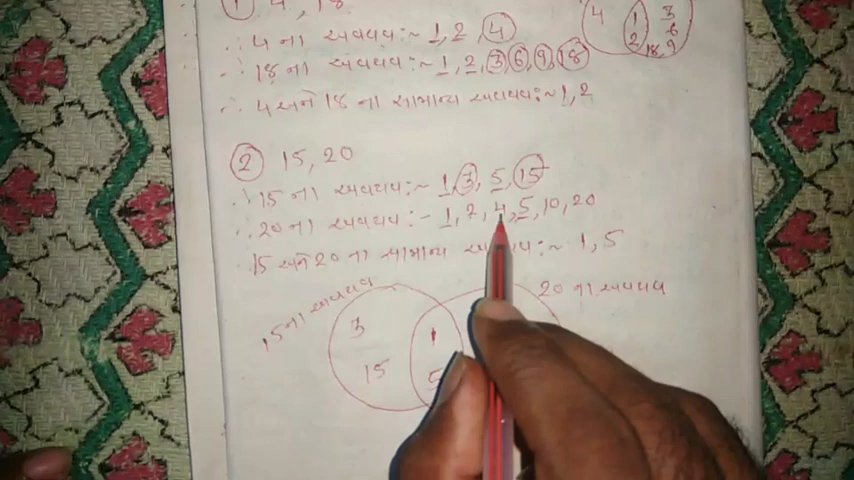 ① 4, 18
∴ 4 ના અવયવ :~ 1, 2, 4
∴ 18 ના અવયવ :~ 1, 2, 3, 6, 9, 18
∴ 4 અને 18 ના સામાન્ય અવયવ :~ 1, 2
4 1 2 3 6 18, 9
② 15, 20
∴ 15 ના અવયવ :~ 1, 3, 5, 15
∴ 20 ના અવયવ :- 1, 2, 4, 5, 10, 20
∴ 15 અને 20 ના સામાન્ય અવયવ :~ 1, 5
15 ના અવયવ
20 ના અવયવ
3 1
15 5